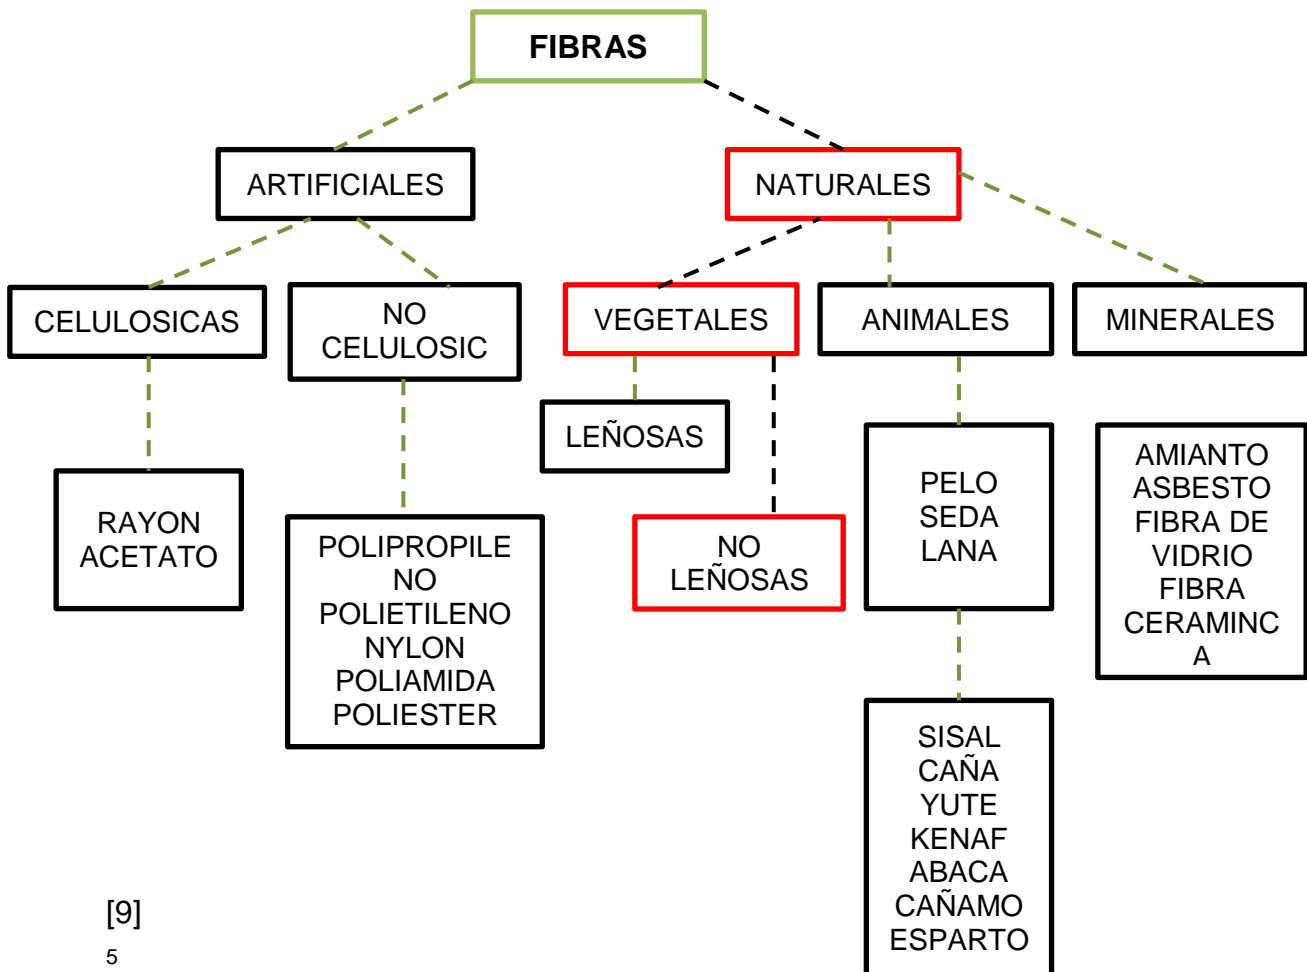 FIBRAS
ARTIFICIALES
NATURALES
CELULOSICAS
NO
CELULOSIC
VEGETALES
ANIMALES
MINERALES
LEÑOSAS
RAYON
ACETATO
POLIPROPILE
NO
POLIETILENO
NYLON
POLIAMIDA
POLIESTER
NO
LEÑOSAS
PELO
SEDA
LANA
AMIANTO
ASBESTO
FIBRA DE
VIDRIO
FIBRA
CERAMINC
A
SISAL
CAÑA
YUTE
KENAF
ABACA
CAÑAMO
ESPARTO
[9]
5